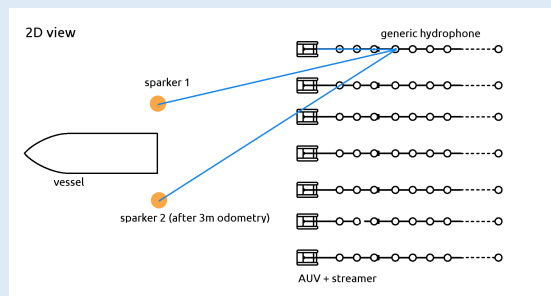 2D view
generic hydrophone
sparker 1
vessel
sparker 2 (after 3m odometry)
AUV + streamer